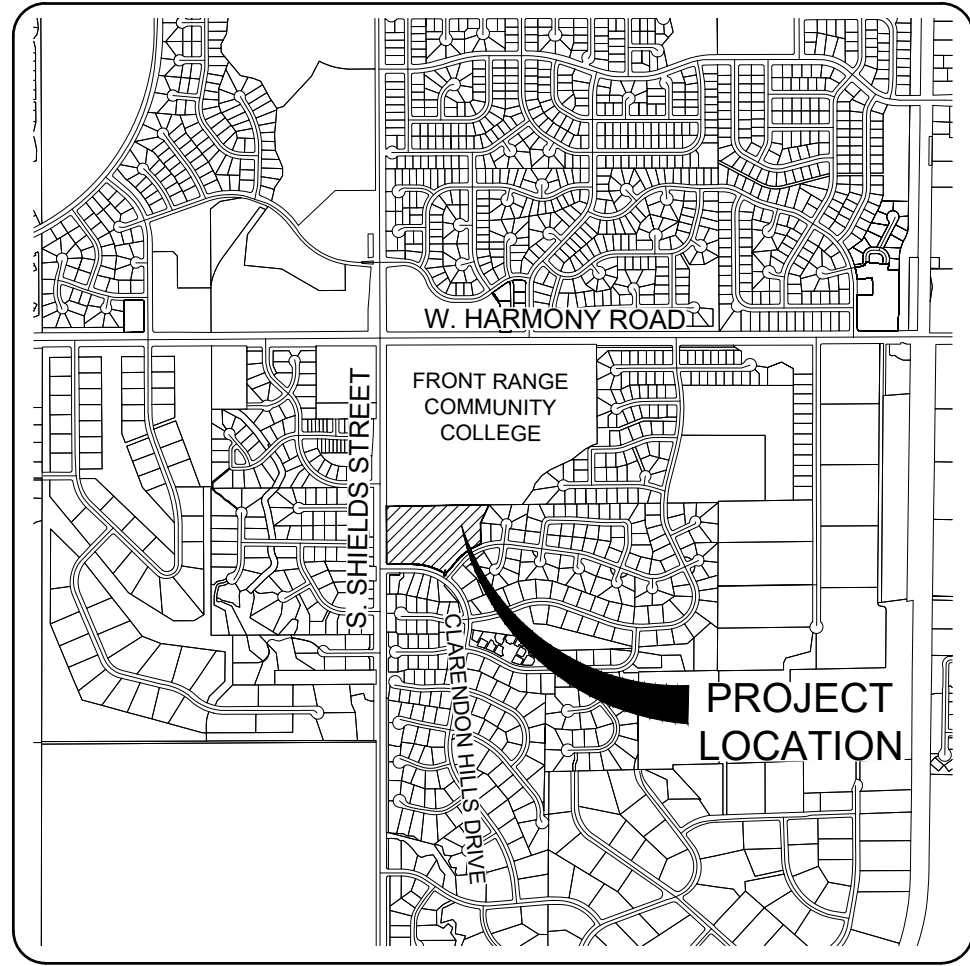 W. HARMONY ROAD
FRONT RANGE
COMMUNITY
COLLEGE
S. SHIELDS STREET
CLARENDON HILLS DRIVE
PROJECT
LOCATION